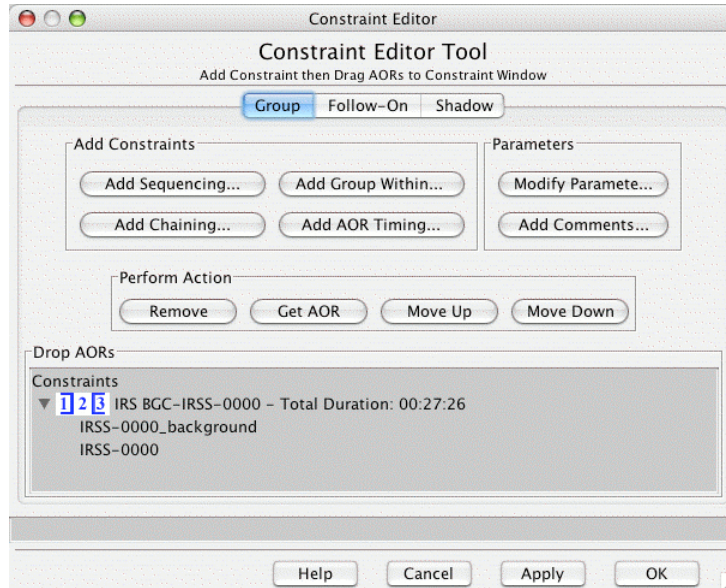 Constraint Editor
Constraint Editor Tool
Add Constraint then Drag AORs to Constraint Window
Group Follow-On Shadow
Add Constraints Parameters
Add Sequencing... Add Group Within... Modify Paramete...
Add Chaining... Add AOR Timing... Add Comments...
Perform Action
Remove Get AOR Move Up Move Down
Drop AORs
Constraints
1 2 3 IRS BGC-IRSS-0000 - Total Duration: 00:27:26
IRSS-0000_background
IRSS-0000
Help Cancel Apply OK